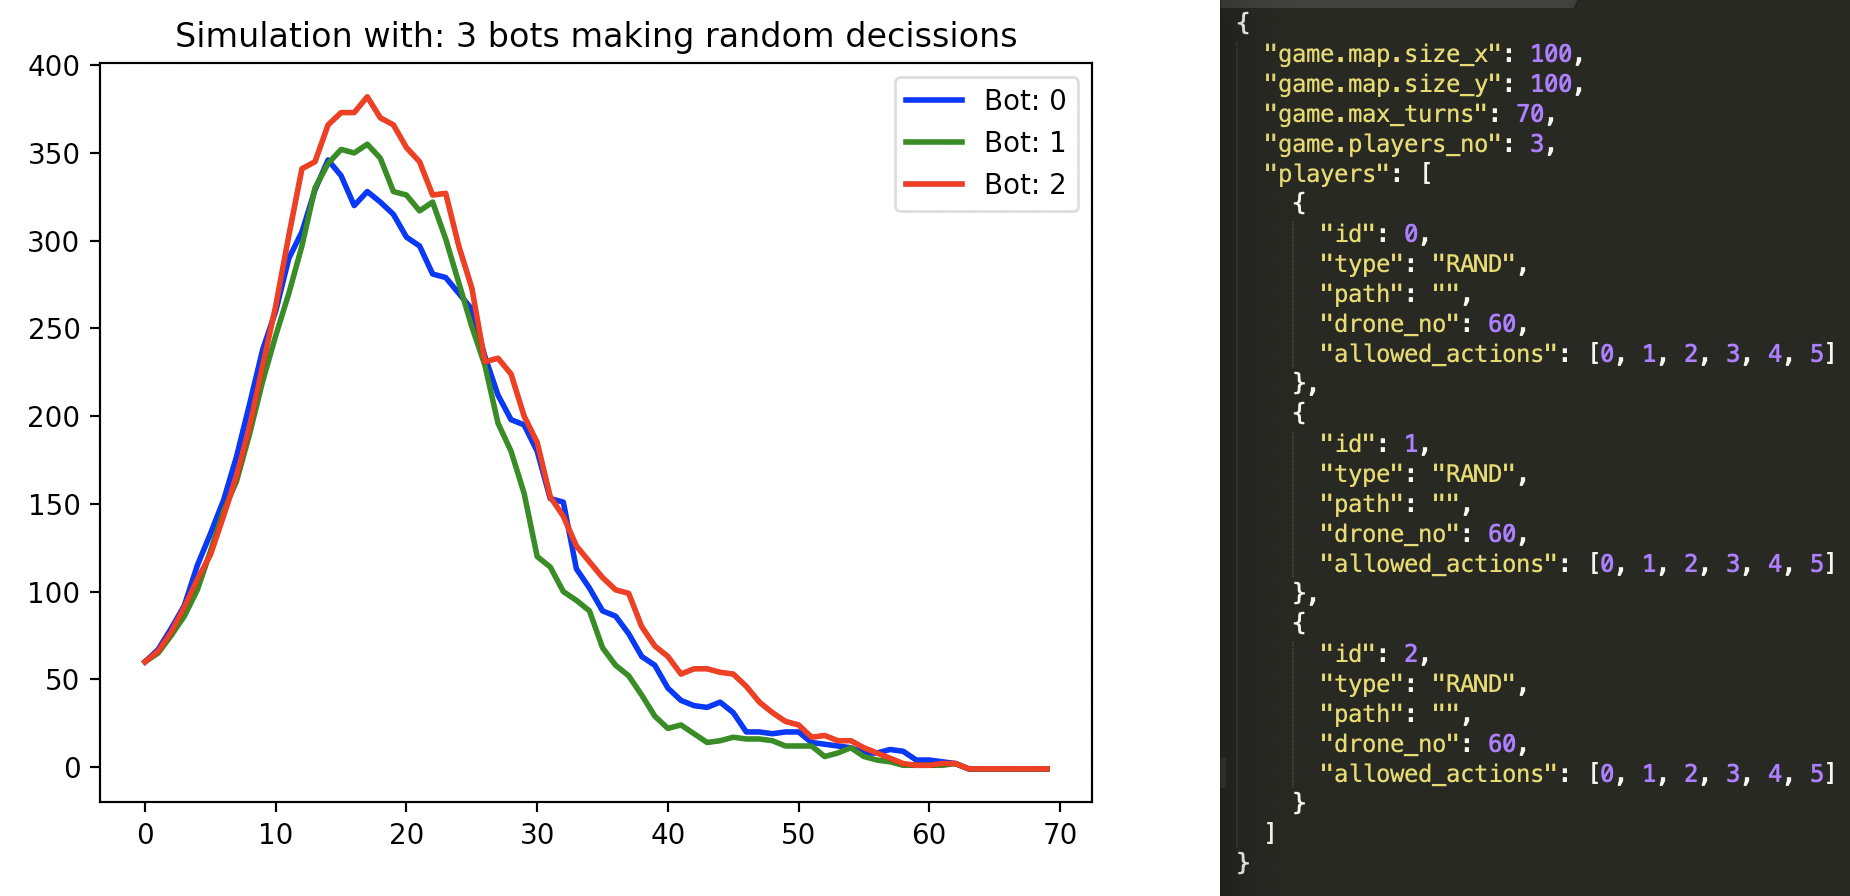 Simulation with: 3 bots making random decissions
400
350
300
250
200
150
100
50
0
0 10 20 30 40 50 60 70
Bot: 0
Bot: 1
Bot: 2
{
"game.map.size_x": 100,
"game.map.size_y": 100,
"game.max_turns": 70,
"game.players_no": 3,
"players": [
{
"id": 0,
"type": "RAND",
"path": "",
"drone_no": 60,
"allowed_actions": [0, 1, 2, 3, 4, 5]
},
{
"id": 1,
"type": "RAND",
"path": "",
"drone_no": 60,
"allowed_actions": [0, 1, 2, 3, 4, 5]
},
{
"id": 2,
"type": "RAND",
"path": "",
"drone_no": 60,
"allowed_actions": [0, 1, 2, 3, 4, 5]
}
]
}